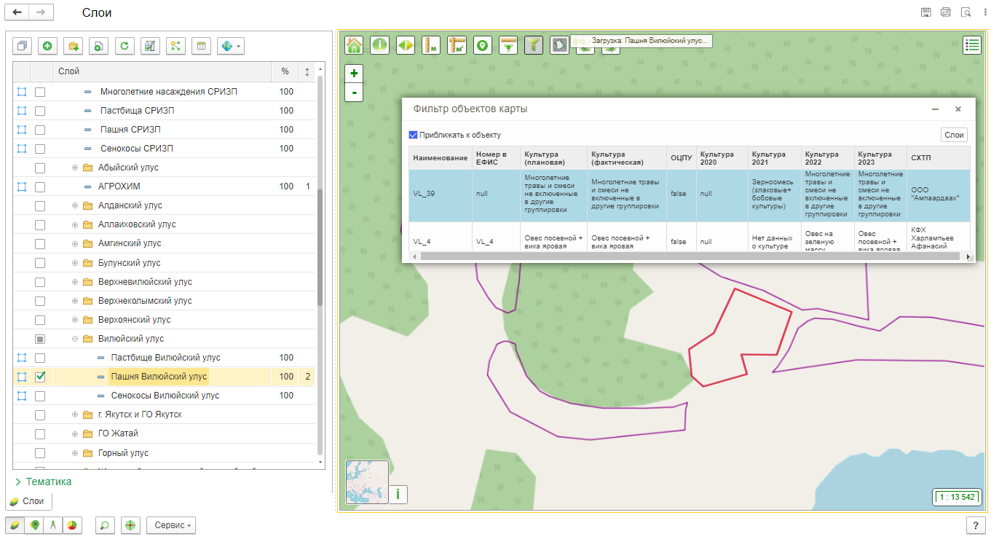 Слои
Загрузка: Пашня Вилюйский улус...
Слой % ↕
Многолетние насаждения СРИЗП 100
Пастбища СРИЗП 100
Пашня СРИЗП 100
Сенокосы СРИЗП 100
Абыйский улус
АГРОХИМ 100 1
Алданский улус
Аллаиховский улус
Амгинский улус
Булунский улус
Верхневилюйский улус
Верхнеколымский улус
Верхоянский улус
Вилюйский улус
Пастбище Вилюйский улус 100
Пашня Вилюйский улус 100 2
Сенокосы Вилюйский улус 100
г. Якутск и ГО Якутск
ГО Жатай
Горный улус
Тематика
Слои
Сервис
?
м
м²
+
-
Фильтр объектов карты
Приближать к объекту
Слои
Наименование
Номер в
ЕФИС
Культура
(плановая)
Культура
(фактическая)
ОЦПУ
Культура
2020
Культура
2021
Культура
2022
Культура
2023
СХТП
VL_39
null
Многолетние
травы и смеси
не включенные
в другие
группировки
Многолетние травы
и смеси не
включенные в
другие группировки
false
null
Зерносмесь
(злаковые+
бобовые
культуры)
Многолетние
травы и
смеси не
включенные
в другие
группировки
Многолетние
травы и
смеси не
включенные
в другие
группировки
ООО
"Ампаардаах"
VL_4
VL_4
Овес посевной +
вика яровая
Овес посевной +
вика яровая
false
null
Нет данных
о культуре
Овес на
зеленую
массу
Овес
посевной +
вика яровая
КФХ
Харлампьев
Афанасий
i
1 : 13 542